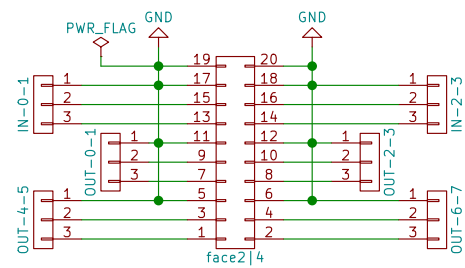 GND GND
PWR_FLAG
19 20
IN-0-1 1 17 18 1 IN-2-3
2 15 16 2
3 13 14 3
OUT-0-1 1 11 12 1 OUT-2-3
2 9 10 2
3 7 8 3
OUT-4-5 1 5 6 1 OUT-6-7
2 3 4 2
3 1 2 3
face2|4